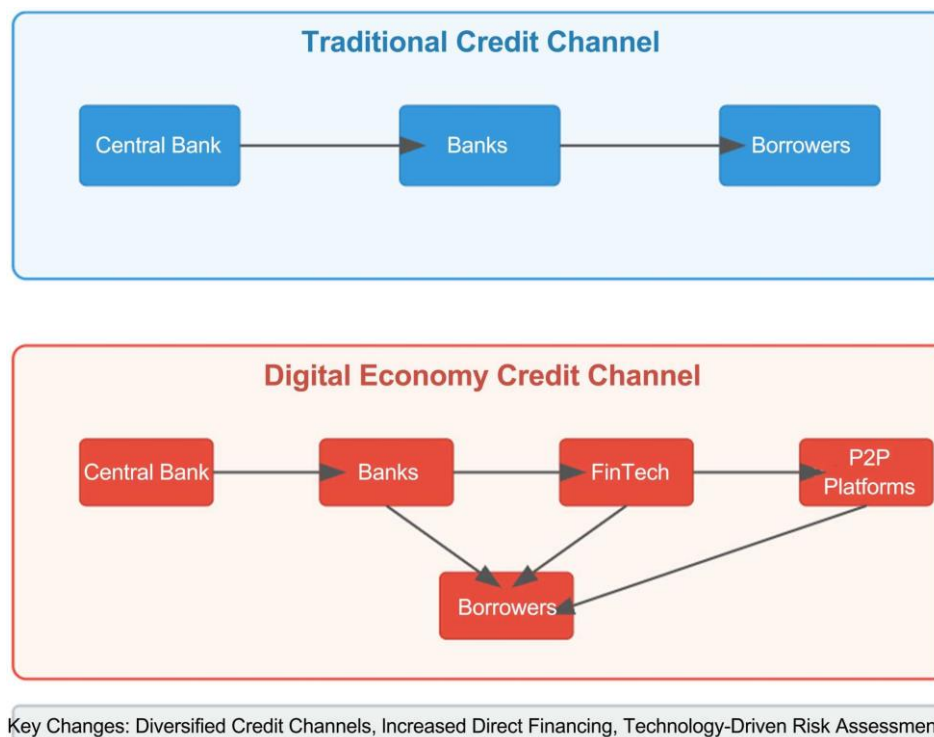 Traditional Credit Channel
Central Bank
Banks
Borrowers
Digital Economy Credit Channel
Central Bank
Banks
FinTech
P2P
Platforms
Borrowers
Key Changes: Diversified Credit Channels, Increased Direct Financing, Technology-Driven Risk Assessmen